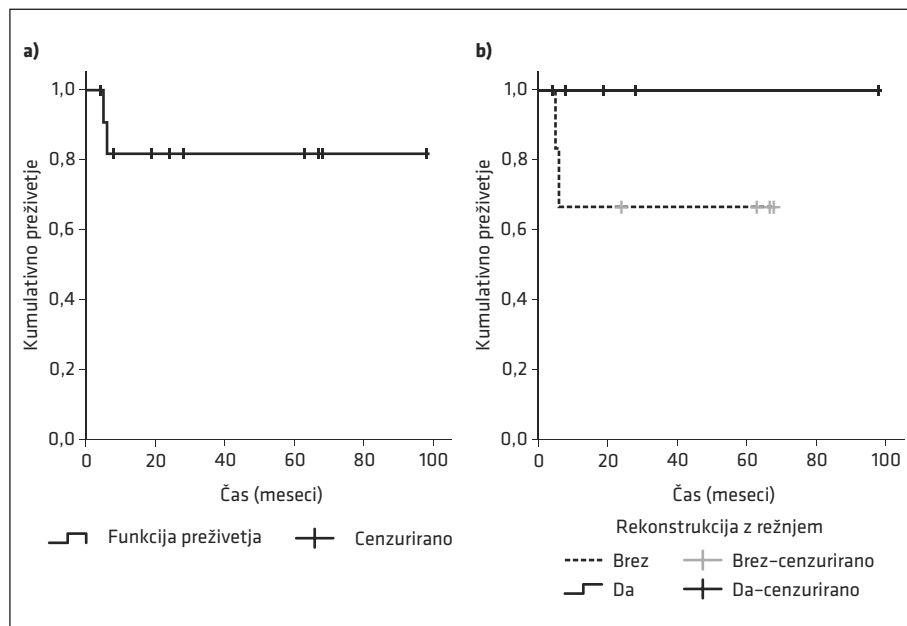 a)
1,0
0,8
0,6
0,4
0,2
0,0
Kumulativno preživetje
0 20 40 60 80 100
Čas (meseci)
Funkcija preživetja Cenzurirano
b)
1,0
0,8
0,6
0,4
0,2
0,0
Kumulativno preživetje
0 20 40 60 80 100
Čas (meseci)
Rekonstrukcija z režnjem
Brez Brez–cenzurirano
Da Da–cenzurirano